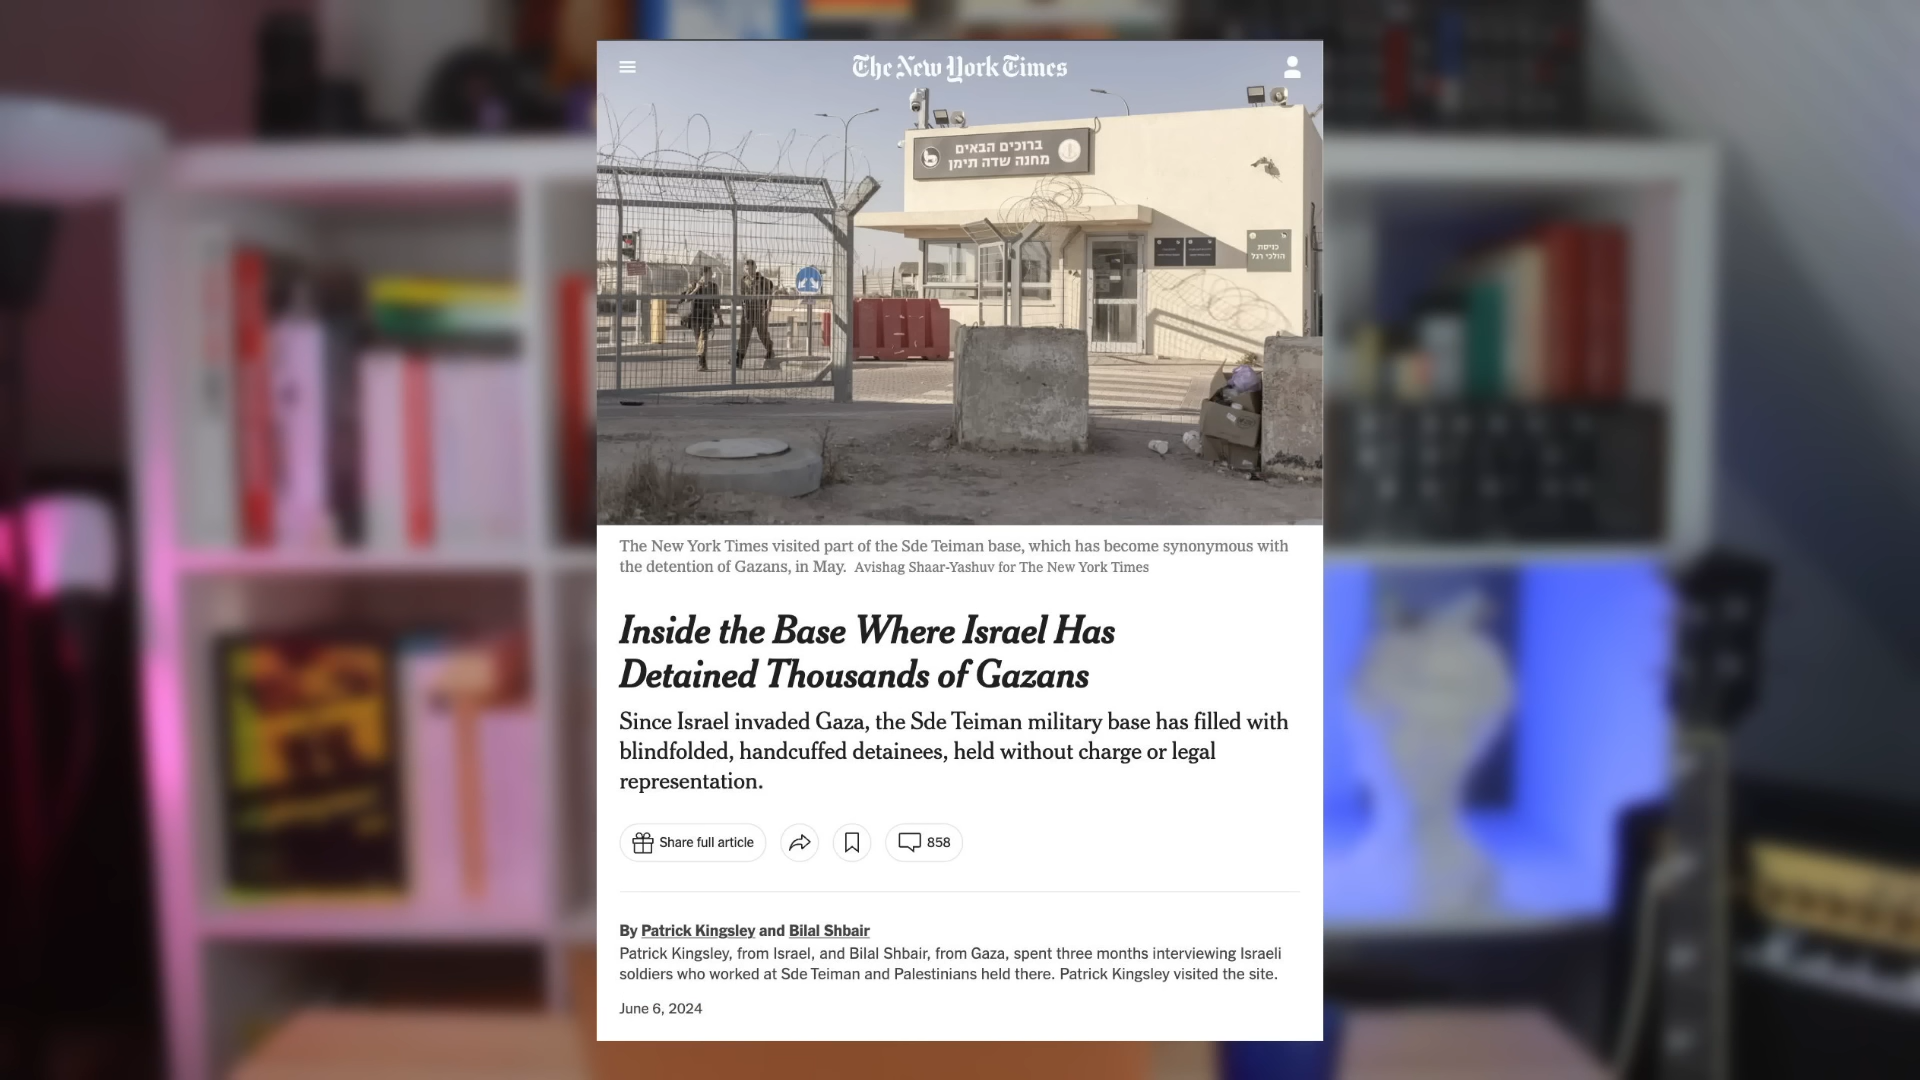 The New York Times
ברוכים הבאים
מחנה שדה תימן
כניסת
הולכי רגל
The New York Times visited part of the Sde Teiman base, which has become synonymous with
the detention of Gazans, in May. Avishag Shaar-Yashuv for The New York Times
Inside the Base Where Israel Has
Detained Thousands of Gazans
Since Israel invaded Gaza, the Sde Teiman military base has filled with
blindfolded, handcuffed detainees, held without charge or legal
representation.
Share full article
858
By Patrick Kingsley and Bilal Shbair
Patrick Kingsley, from Israel, and Bilal Shbair, from Gaza, spent three months interviewing Israeli
soldiers who worked at Sde Teiman and Palestinians held there. Patrick Kingsley visited the site.
June 6, 2024